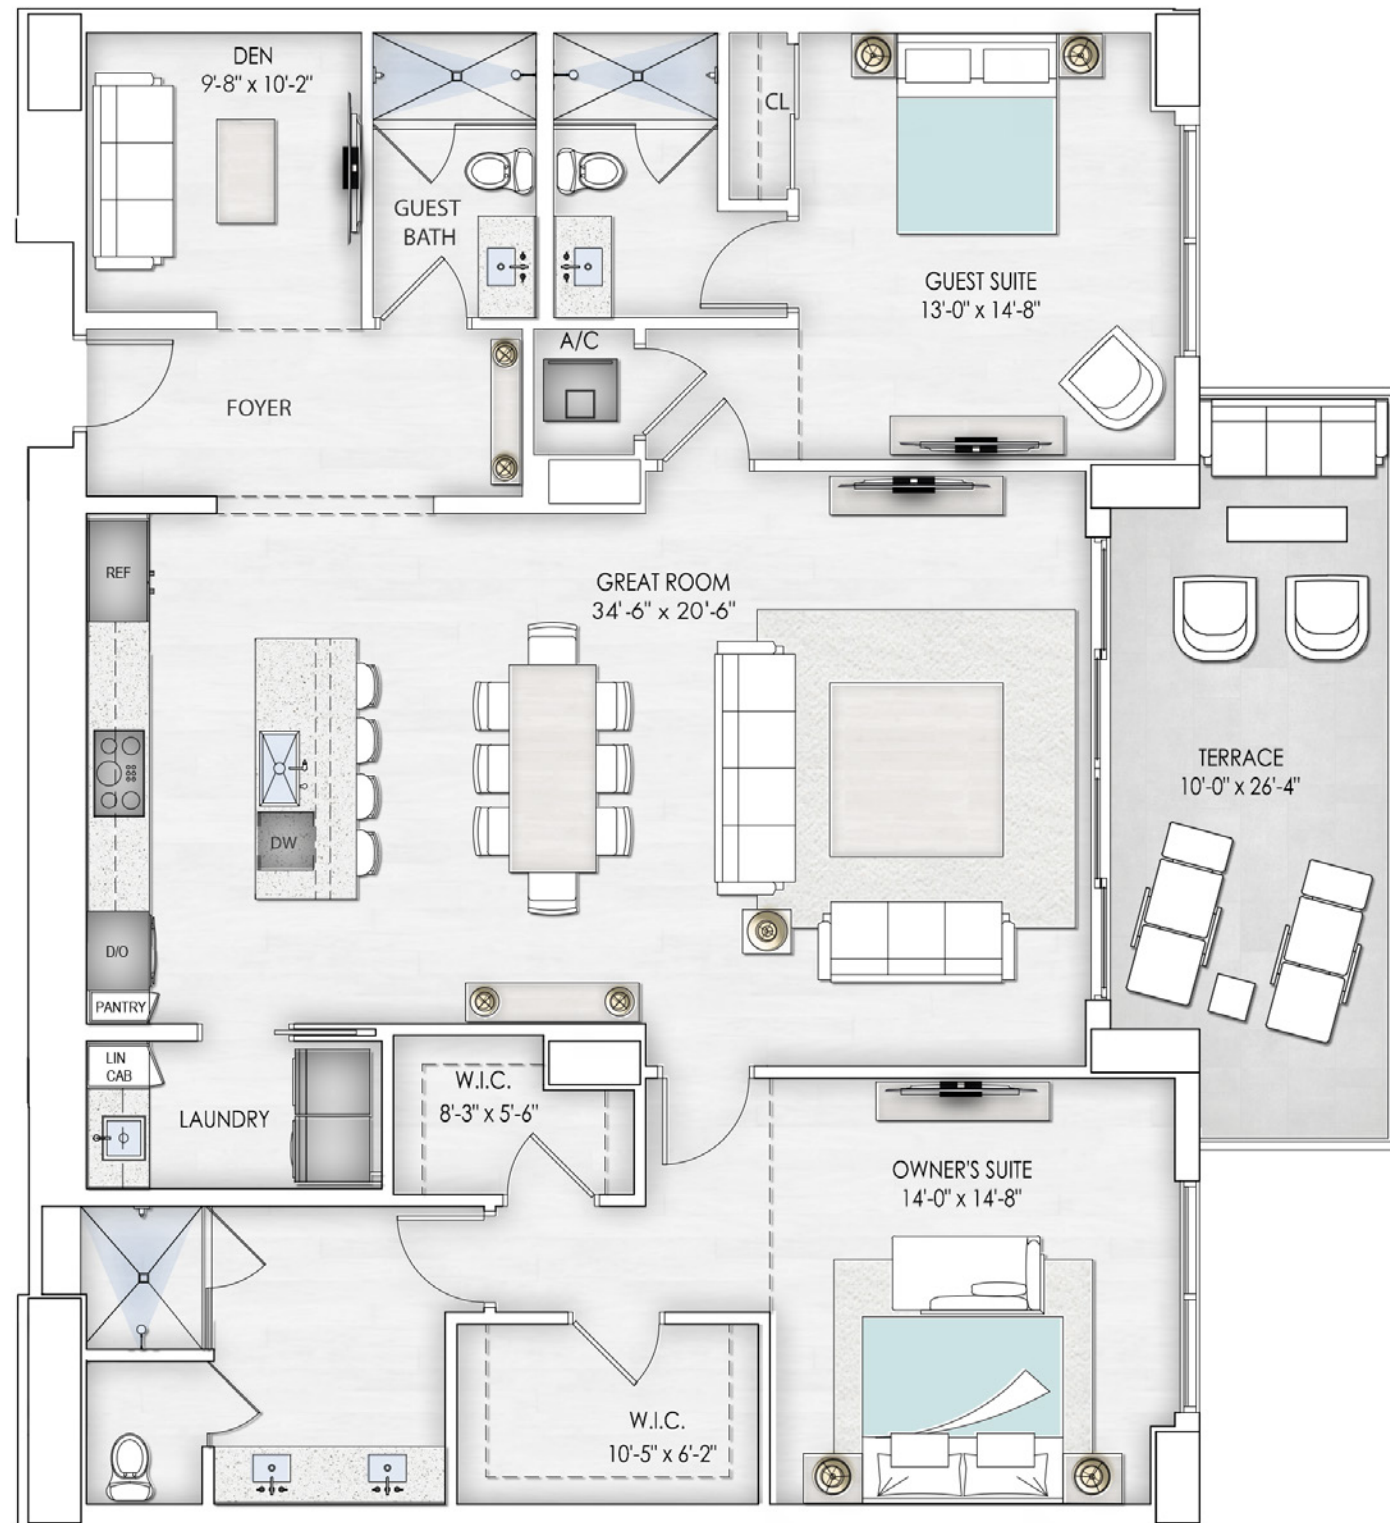 DEN
9'-8" x 10'-2"
CL
GUEST
BATH
GUEST SUITE
13'-0" x 14'-8"
A/C
FOYER
REF
GREAT ROOM
34'-6" x 20'-6"
TERRACE
10'-0" x 26'-4"
DW
D/O
PANTRY
LIN
CAB
W.I.C.
8'-3" x 5'-6"
LAUNDRY
OWNER'S SUITE
14'-0" x 14'-8"
W.I.C.
10'-5" x 6'-2"